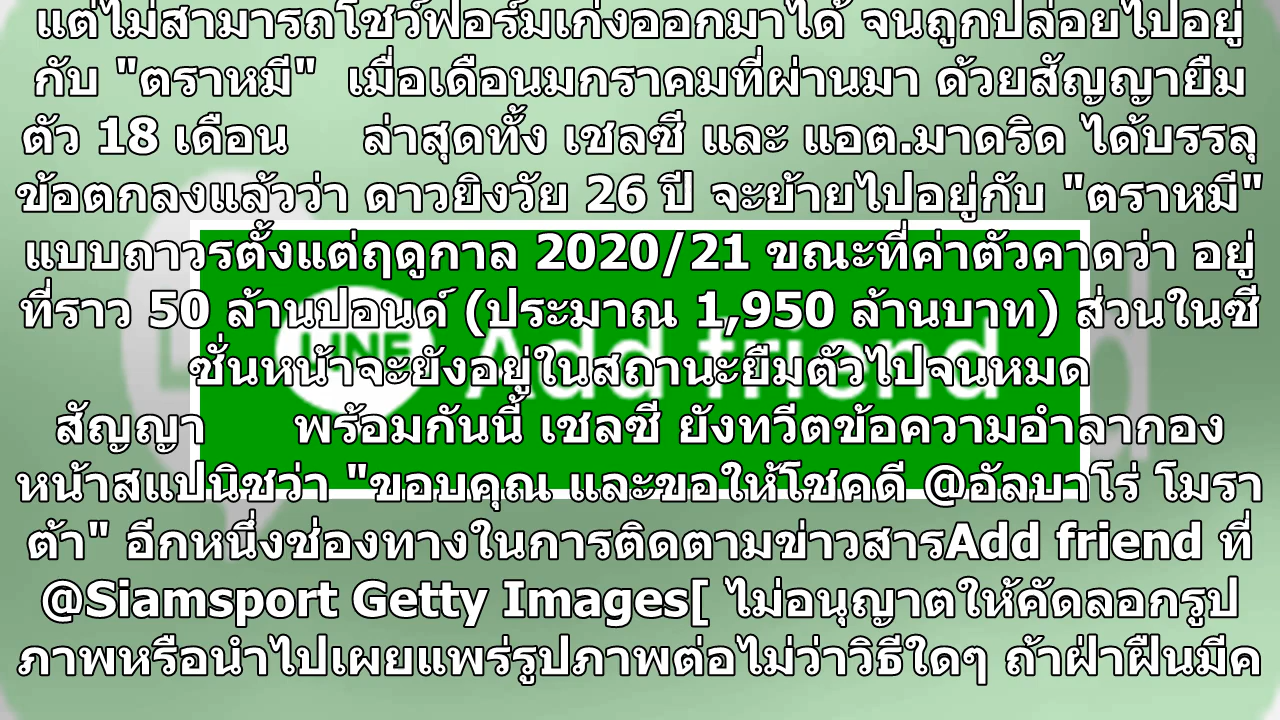 แต่ไม่สามารถโชว์ฟอร์มเก่งออกมาได้ จนถูกปล่อยไปอยู่
กับ "ตราหมี"  เมื่อเดือนมกราคมที่ผ่านมา ด้วยสัญญายืม
ตัว 18 เดือน     ล่าสุดทั้ง เชลซี และ แอต.มาดริด ได้บรรลุ
ข้อตกลงแล้วว่า ดาวยิงวัย 26 ปี จะย้ายไปอยู่กับ "ตราหมี"
แบบถาวรตั้งแต่ฤดูกาล 2020/21 ขณะที่ค่าตัวคาดว่า อยู่
ที่ราว 50 ล้านปอนด์ (ประมาณ 1,950 ล้านบาท) ส่วนในซี
ซั่นหน้าจะยังอยู่ในสถานะยืมตัวไปจนหมด
สัญญา      พร้อมกันนี้ เชลซี ยังทวีตข้อความอำลากอง
หน้าสแปนิชว่า "ขอบคุณ และขอให้โชคดี @อัลบาโร่ โมรา
ต้า" อีกหนึ่งช่องทางในการติดตามข่าวสารAdd friend ที่
@Siamsport Getty Images[ ไม่อนุญาตให้คัดลอกรูป
ภาพหรือนำไปเผยแพร่รูปภาพต่อไม่ว่าวิธีใดๆ ถ้าฝ่าฝืนมีค
LINE Add friend